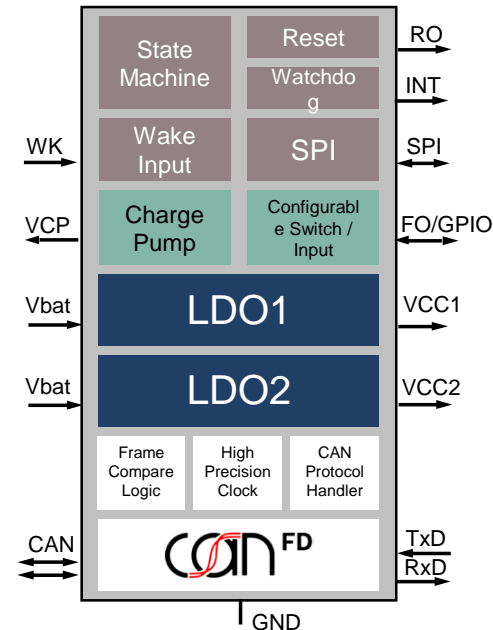 State
Machine
Reset
RO
Watchdo
g
INT
WK
Wake
Input
SPI
SPI
VCP
Charge
Pump
Configurabl
e Switch /
Input
FO/GPIO
Vbat
LDO1
VCC1
Vbat
LDO2
VCC2
Frame
Compare
Logic
High
Precision
Clock
CAN
Protocol
Handler
CAN
CAN FD
TxD
RxD
GND